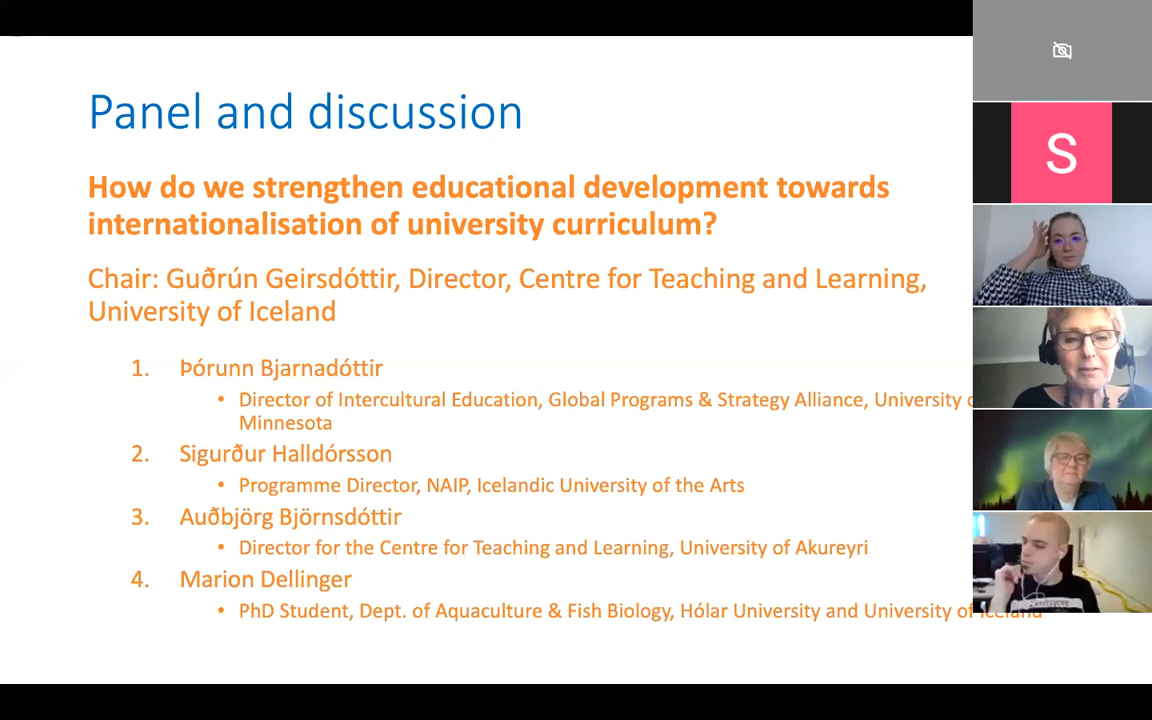 Panel and discussion
How do we strengthen educational development towards
internationalisation of university curriculum?
Chair: Guðrún Geirsdóttir, Director, Centre for Teaching and Learning,
University of Iceland
1. Þórunn Bjarnadóttir
• Director of Intercultural Education, Global Programs & Strategy Alliance, University
Minnesota
2. Sigurður Halldórsson
• Programme Director, NAIP, Icelandic University of the Arts
3. Auðbjörg Björnsdóttir
• Director for the Centre for Teaching and Learning, University of Akureyri
4. Marion Dellinger
• PhD Student, Dept. of Aquaculture & Fish Biology, Hólar University and University of Iceland
S